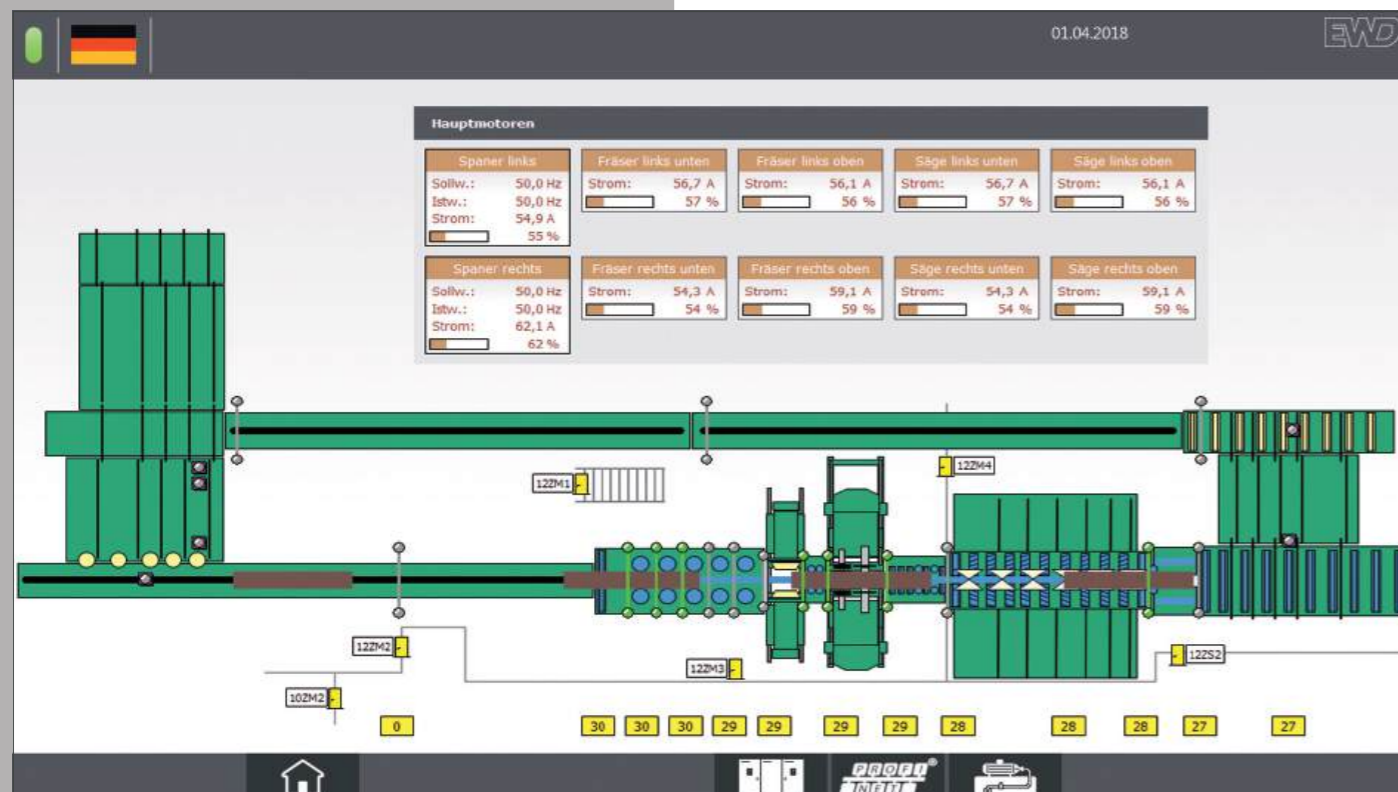 01.04.2018
EWD
Hauptmotoren
Spaner links
Sollw.: 50,0 Hz
Istw.: 50,0 Hz
Strom: 54,9 A
55 %
Fräser links unten
Strom: 56,7 A
57 %
Fräser links oben
Strom: 56,1 A
56 %
Säge links unten
Strom: 56,7 A
57 %
Säge links oben
Strom: 56,1 A
56 %
Spaner rechts
Sollw.: 50,0 Hz
Istw.: 50,0 Hz
Strom: 62,1 A
62 %
Fräser rechts unten
Strom: 54,3 A
54 %
Fräser rechts oben
Strom: 59,1 A
59 %
Säge rechts unten
Strom: 54,3 A
54 %
Säge rechts oben
Strom: 59,1 A
59 %
12ZM4
12ZM1
12ZM2
12ZM3
12ZS2
10ZM2
0 30 30 30 29 29 29 29 28 28 28 27 27
PROFI®
NET